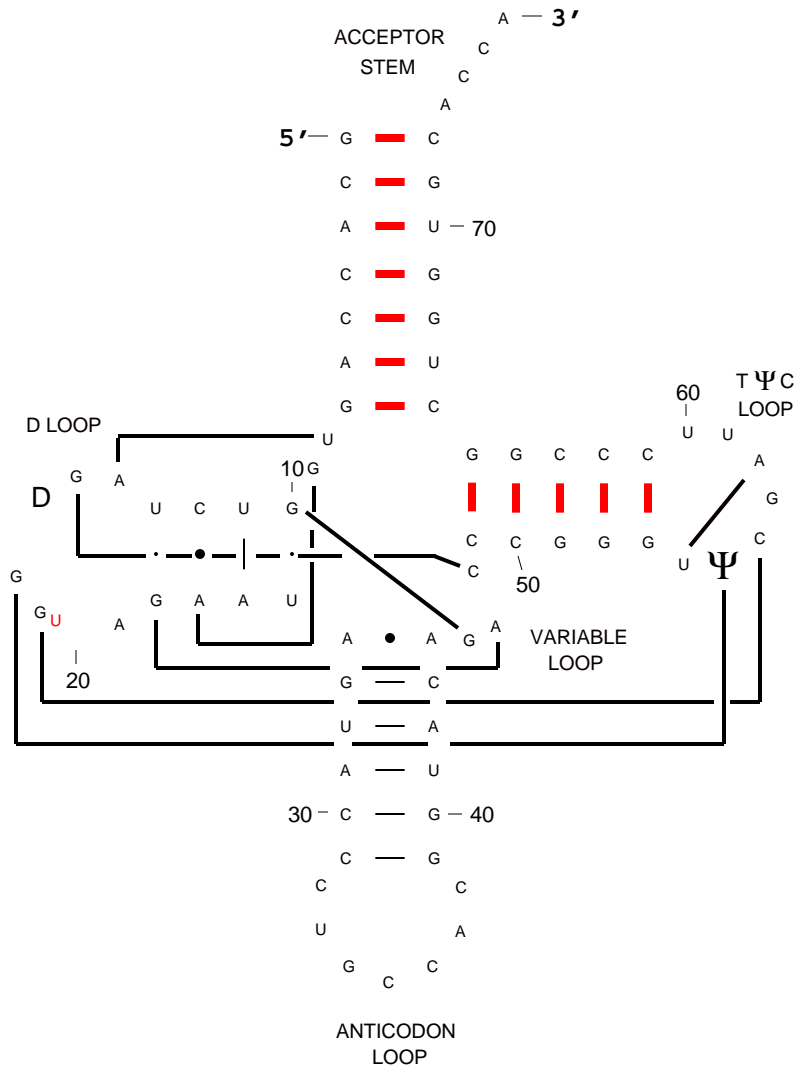 A — 3′
ACCEPTOR
STEM
C
C
A
5′ — G C
C G
A U — 70
C G
C G
A U
G C
T Ψ C
LOOP
60
D LOOP
U U
U
G G C C C
A
G A
10 G
D
U C U G
G
C C G G G
C
U Ψ
C
50
G
G U
A G A A U
A A G A
VARIABLE
LOOP
20
G C
U A
A U
30 — C G — 40
C G
C C
U A
G C
C
ANTICODON
LOOP